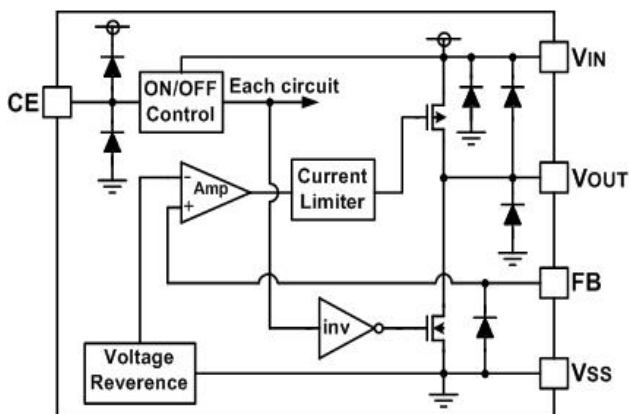 VIN
CE
ON/OFF
Control
Each circuit
-
Amp
+
Current
Limiter
VOUT
FB
inv
Voltage
Reverence
VSS